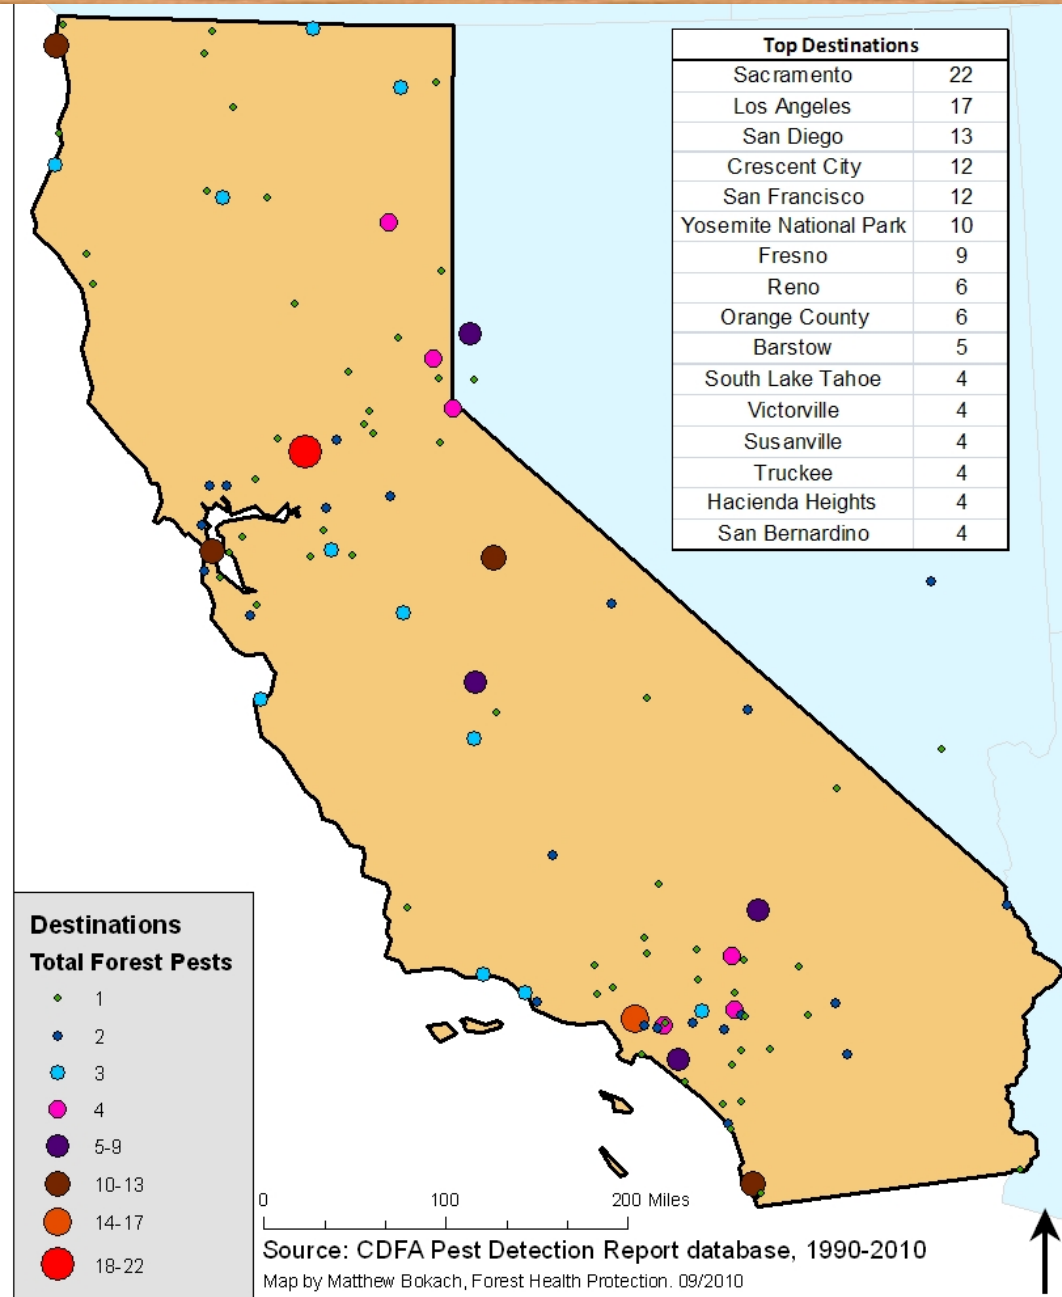 Top Destinations
Sacramento 22
Los Angeles 17
San Diego 13
Crescent City 12
San Francisco 12
Yosemite National Park 10
Fresno 9
Reno 6
Orange County 6
Barstow 5
South Lake Tahoe 4
Victorville 4
Susanville 4
Truckee 4
Hacienda Heights 4
San Bernardino 4
Destinations
Total Forest Pests
1
2
3
4
5-9
10-13
14-17
18-22
0 100 200 Miles
Source: CDFA Pest Detection Report database, 1990-2010
Map by Matthew Bokach, Forest Health Protection. 09/2010